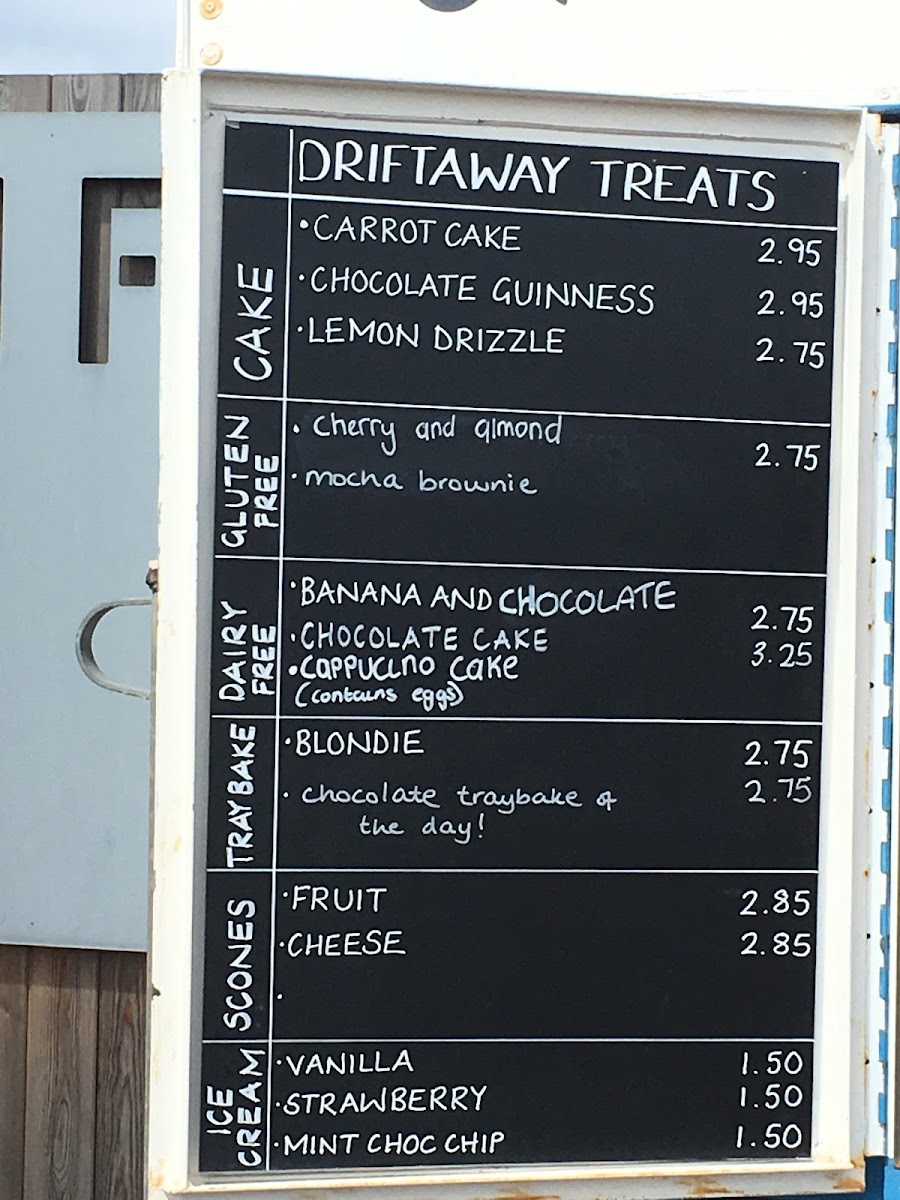 DRIFTAWAY TREATS
CAKE
·CARROT CAKE 2.95
·CHOCOLATE GUINNESS 2.95
·LEMON DRIZZLE 2.75
GLUTEN FREE
· Cherry and almond 2.75
·mocha brownie
DAIRY FREE
·BANANA AND CHOCOLATE 2.75
·CHOCOLATE CAKE 3.25
·cappuccino cake
(contains eggs)
TRAYBAKE
·BLONDIE 2.75
· chocolate traybake of 2.75
the day!
SCONES
·FRUIT 2.85
·CHEESE 2.85
·
ICE CREAM
·VANILLA 1.50
·STRAWBERRY 1.50
·MINT CHOC CHIP 1.50